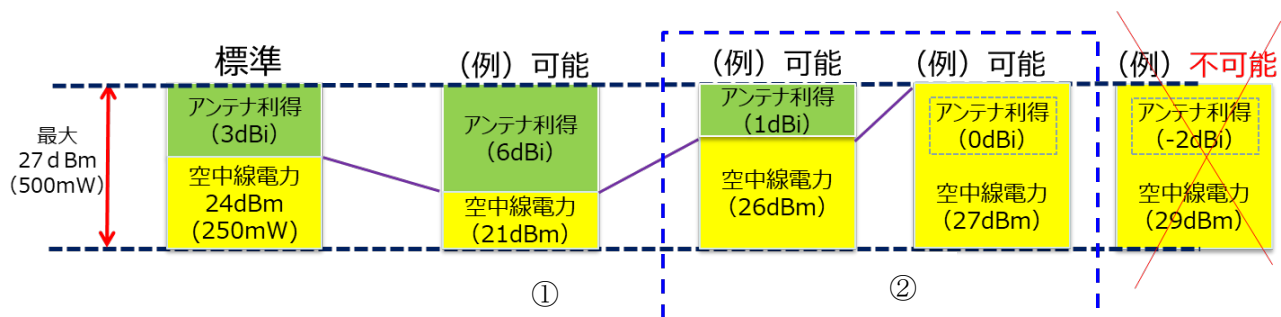 最大
27ｄBm
(500mW)
標準
アンテナ利得
(3dBi)
空中線電力
24dBm
(250mW)
（例）可能
アンテナ利得
(6dBi)
空中線電力
(21dBm)
①
（例）可能
アンテナ利得
(1dBi)
空中線電力
(26dBm)
（例）可能
アンテナ利得
(0dBi)
空中線電力
(27dBm)
②
（例）不可能
アンテナ利得
(-2dBi)
空中線電力
(29dBm)